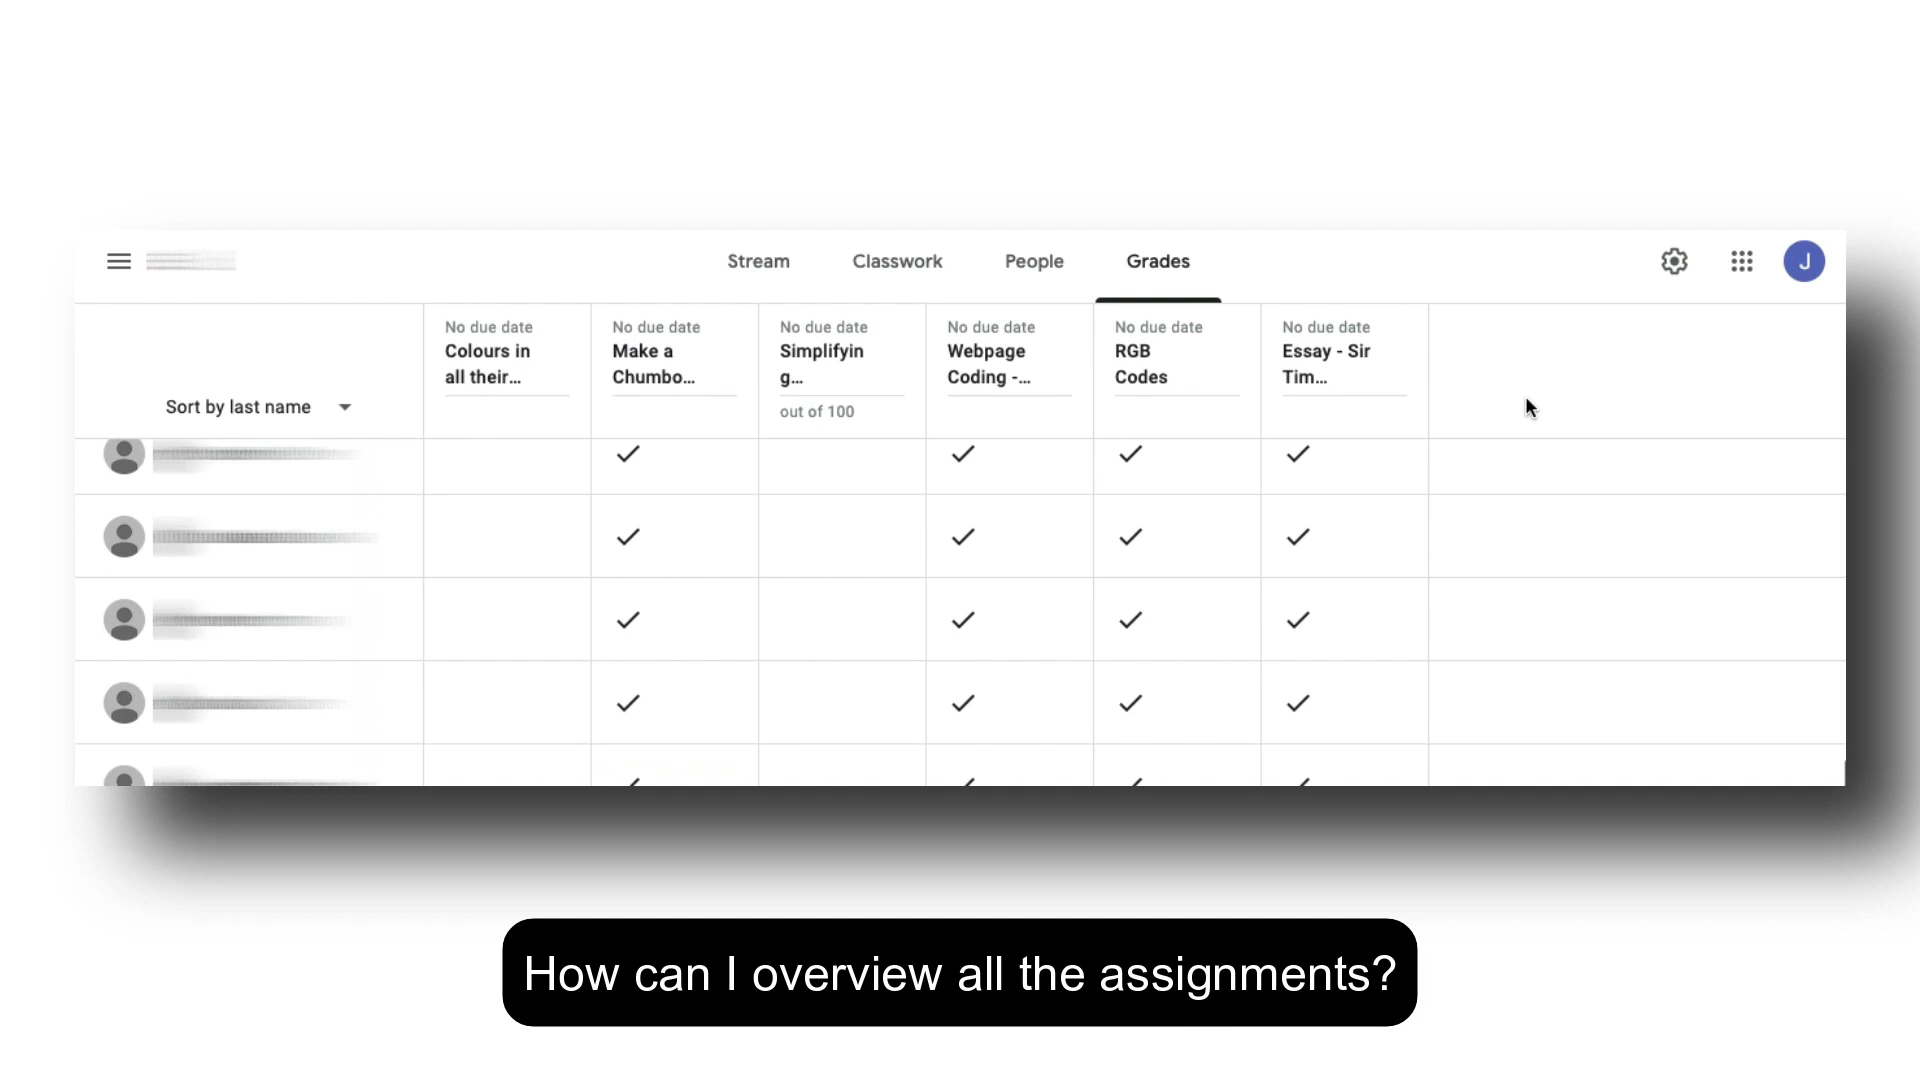 Stream Classwork People Grades
J
No due date No due date No due date No due date No due date No due date
Colours in Make a Simplifyin Webpage RGB Essay - Sir
all their... Chumbo... g... Coding -... Codes Tim...
Sort by last name out of 100
How can I overview all the assignments?